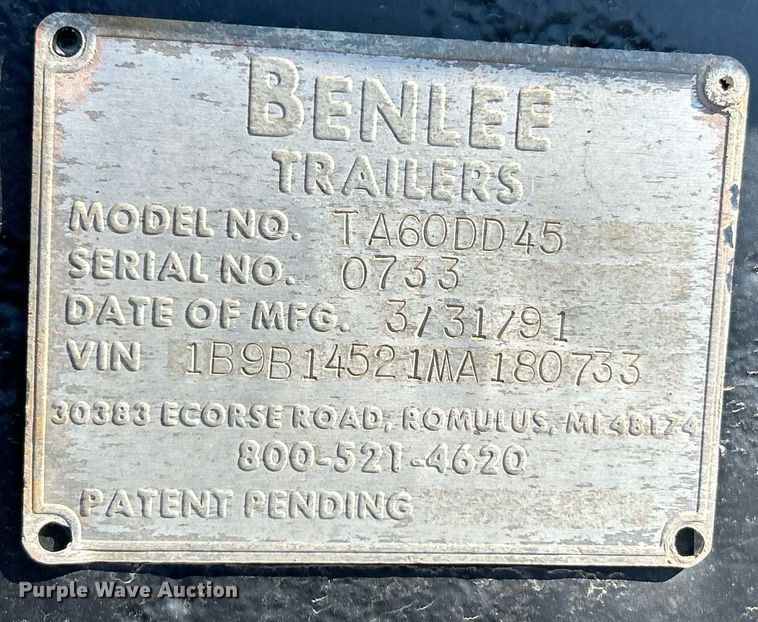 BENLEE
TRAILERS
MODEL NO. TA60DD45
SERIAL NO. 0733
DATE OF MFG. 3/31/91
VIN 1B9B14521MA180733
30383 ECORSE ROAD, ROMULUS, MI 48174
800-521-4620
PATENT PENDING
Purple Wave Auction